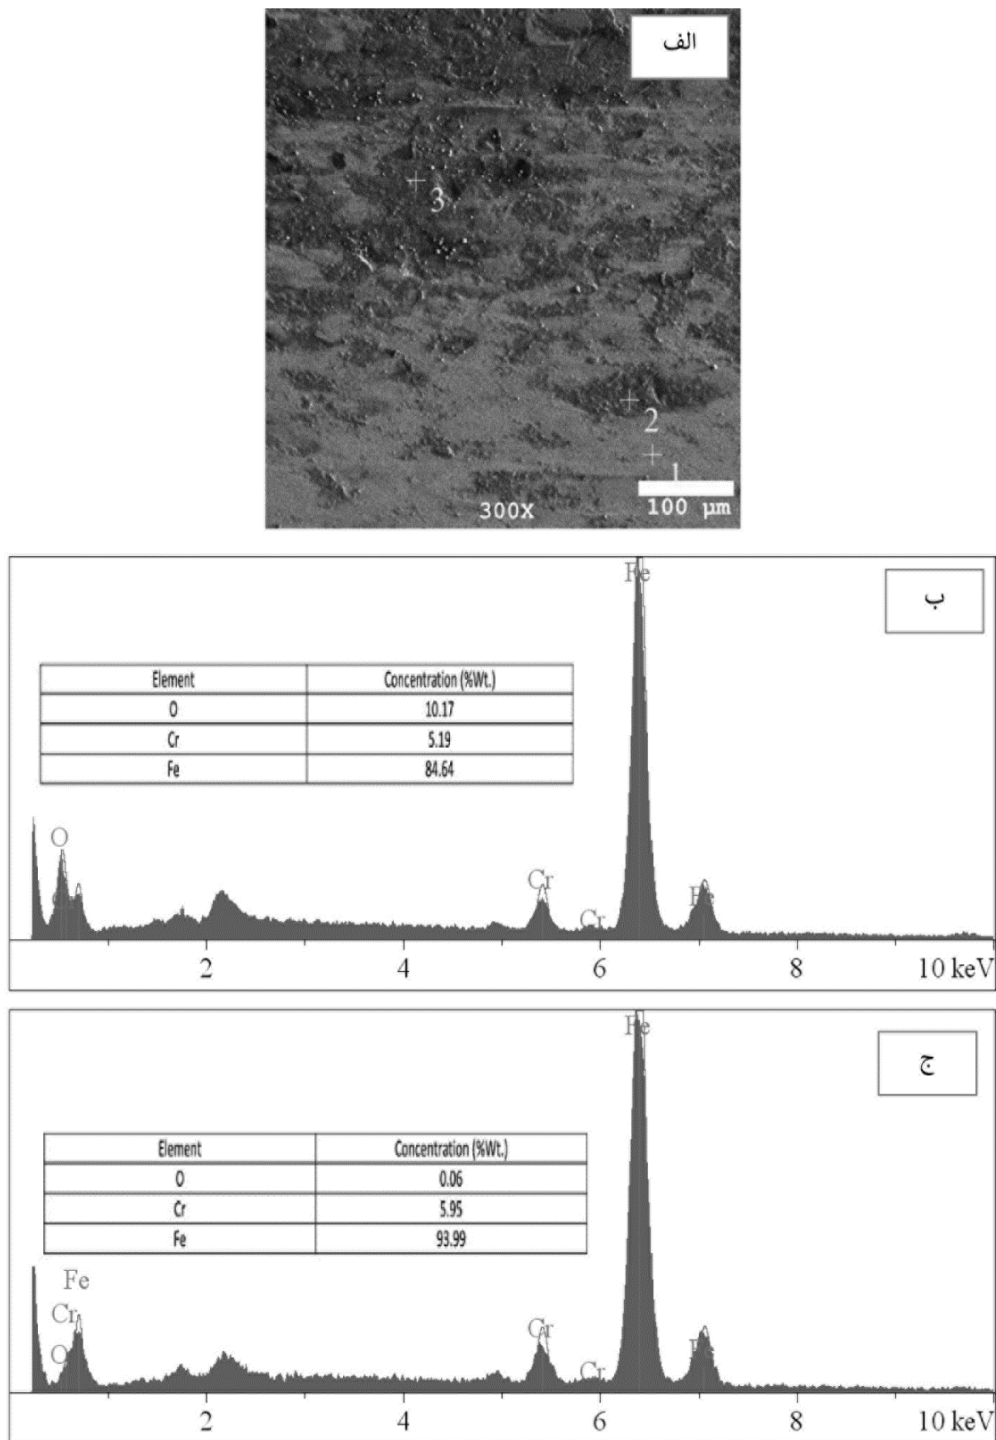 الف
3
2
1
300X
100 µm
Fe
ب
Element Concentration (%Wt.)
O 10.17
Cr 5.19
Fe 84.64
O
Cr
Cr
Fe
2 4 6 8 10 keV
Fe
ج
Element Concentration (%Wt.)
O 0.06
Cr 5.95
Fe 93.99
Fe
Cr
O
Cr
Cr
Fe
2 4 6 8 10 keV